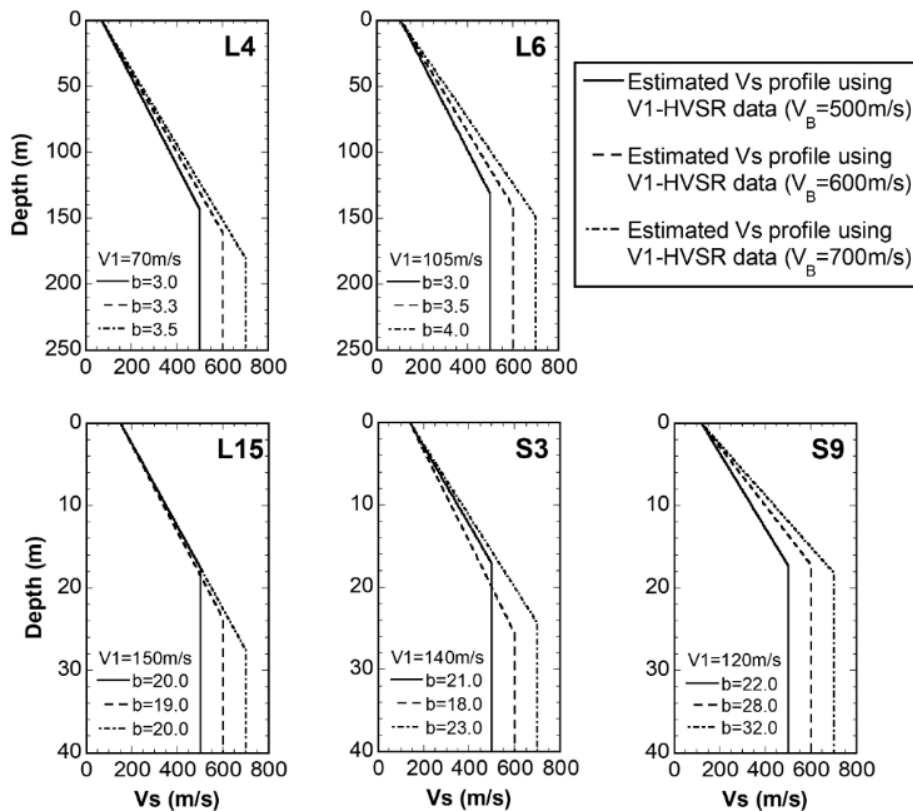 0
50
100
150
200
250
Depth (m)
L4
V1=70m/s
b=3.0
b=3.3
b=3.5
0 200 400 600 800
0
50
100
150
200
250
L6
V1=105m/s
b=3.0
b=3.5
b=4.0
0 200 400 600 800
Estimated Vs profile using
V1-HVSR data (V_B=500m/s)
Estimated Vs profile using
V1-HVSR data (V_B=600m/s)
Estimated Vs profile using
V1-HVSR data (V_B=700m/s)
0
10
20
30
40
Depth (m)
L15
V1=150m/s
b=20.0
b=19.0
b=20.0
0 200 400 600 800
Vs (m/s)
0
10
20
30
40
S3
V1=140m/s
b=21.0
b=18.0
b=23.0
0 200 400 600 800
Vs (m/s)
0
10
20
30
40
S9
V1=120m/s
b=22.0
b=28.0
b=32.0
0 200 400 600 800
Vs (m/s)